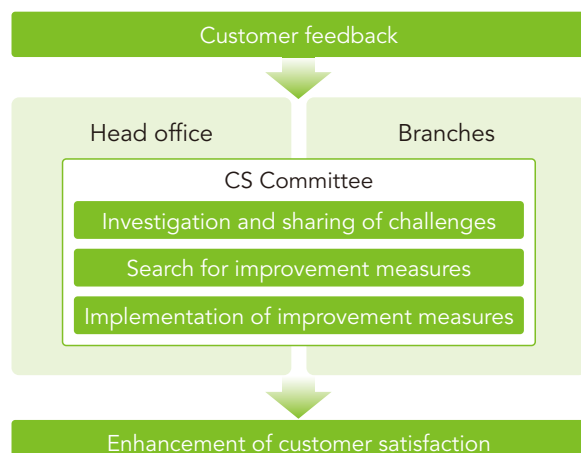 Customer feedback
Head office
Branches
CS Committee
Investigation and sharing of challenges
Search for improvement measures
Implementation of improvement measures
Enhancement of customer satisfaction